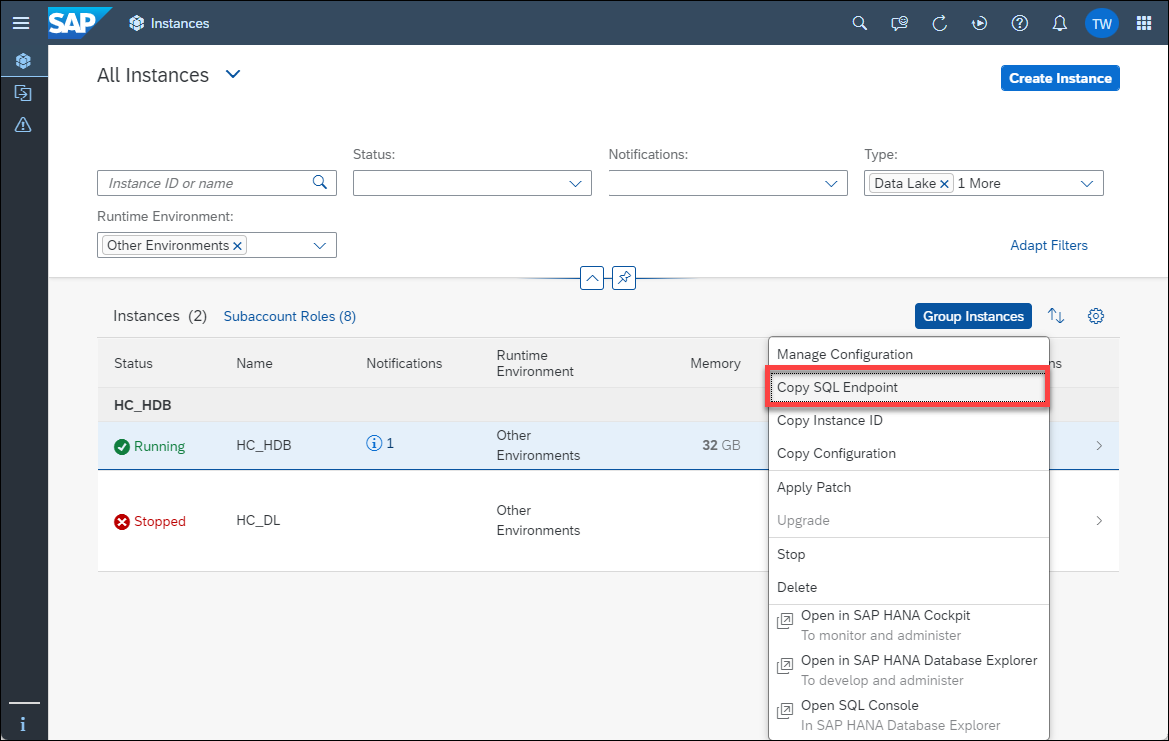 SAP
Instances
TW
All Instances
Create Instance
Status:
Notifications:
Type:
Instance ID or name
Data Lake
1 More
Runtime Environment:
Other Environments
Adapt Filters
Instances (2)
Subaccount Roles (8)
Group Instances
Status
Name
Notifications
Runtime
Environment
Memory
ns
HC_HDB
Running
HC_HDB
1
Other
Environments
32 GB
Stopped
HC_DL
Other
Environments
Manage Configuration
Copy SQL Endpoint
Copy Instance ID
Copy Configuration
Apply Patch
Upgrade
Stop
Delete
Open in SAP HANA Cockpit
To monitor and administer
Open in SAP HANA Database Explorer
To develop and administer
Open SQL Console
In SAP HANA Database Explorer